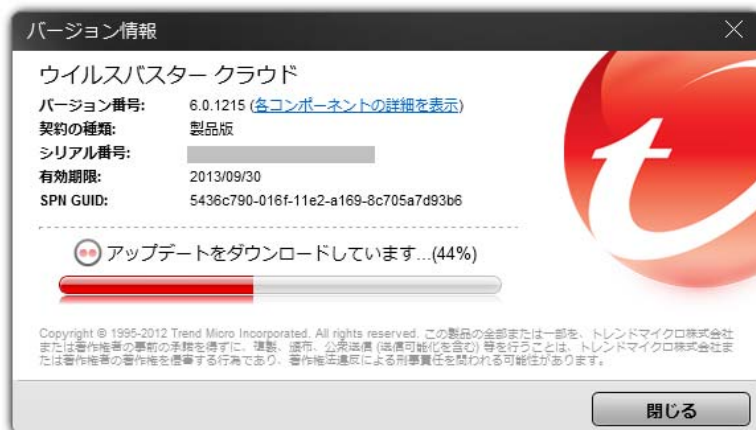 バージョン情報
ウイルスバスター クラウド
バージョン番号: 6.0.1215 (各コンポーネントの詳細を表示)
契約の種類: 製品版
シリアル番号:
有効期限: 2013/09/30
SPN GUID: 5436c790-016f-11e2-a169-8c705a7d93b6
アップデートをダウンロードしています...(44%)
Copyright © 1995-2012 Trend Micro Incorporated. All rights reserved. この製品の全部または一部を、トレンドマイクロ株式会社
または著作権者の事前の承諾を得ずに、複製、頒布、公衆送信 (送信可能化を含む) 等を行うことは、トレンドマイクロ株式会社ま
たは著作権者の著作権を侵害する行為であり、著作権法違反による刑事責任を問われる可能性があります。
閉じる